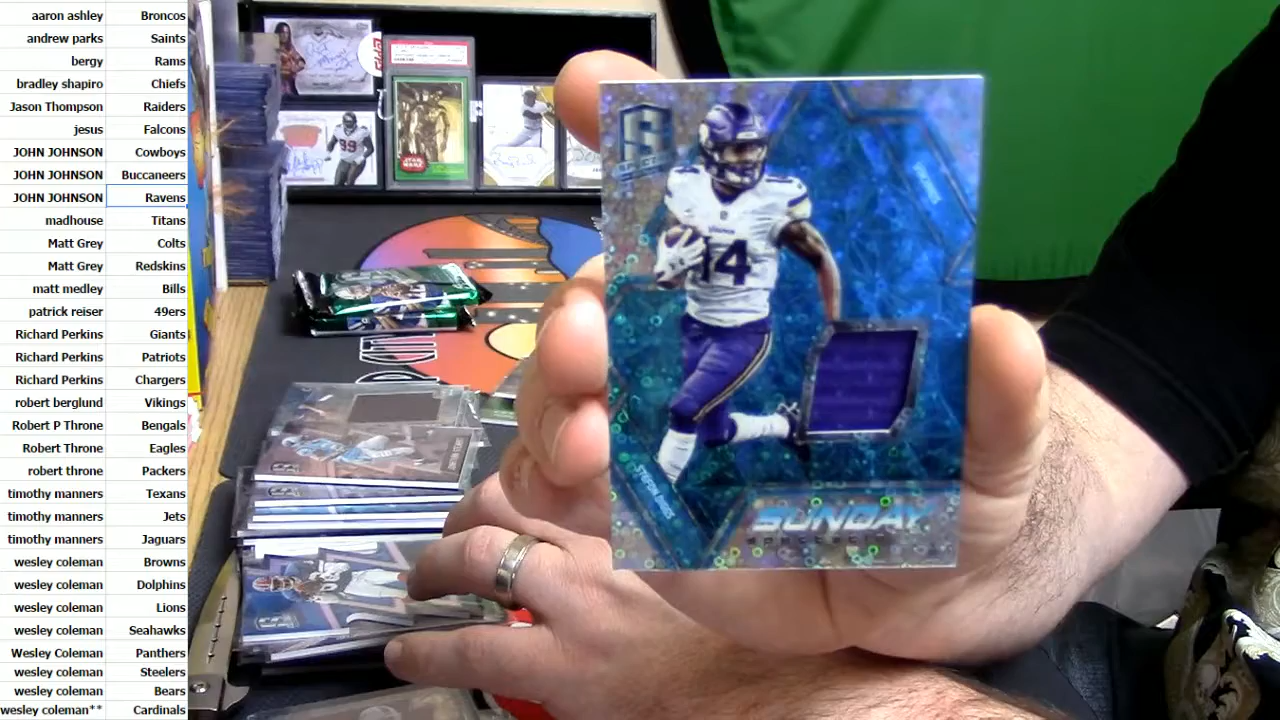 aaron ashley Broncos
andrew parks Saints
bergy Rams
bradley shapiro Chiefs
Jason Thompson Raiders
jesus Falcons
JOHN JOHNSON Cowboys
JOHN JOHNSON Buccaneers
JOHN JOHNSON Ravens
madhouse Titans
Matt Grey Colts
Matt Grey Redskins
matt medley Bills
patrick reiser 49ers
Richard Perkins Giants
Richard Perkins Patriots
Richard Perkins Chargers
robert berglund Vikings
Robert P Throne Bengals
Robert Throne Eagles
robert throne Packers
timothy manners Texans
timothy manners Jets
timothy manners Jaguars
wesley coleman Browns
wesley coleman Dolphins
wesley coleman Lions
wesley coleman Seahawks
Wesley Coleman Panthers
wesley coleman Steelers
wesley coleman Bears
wesley coleman** Cardinals
STAR
WARS
99
14
SUNDAY